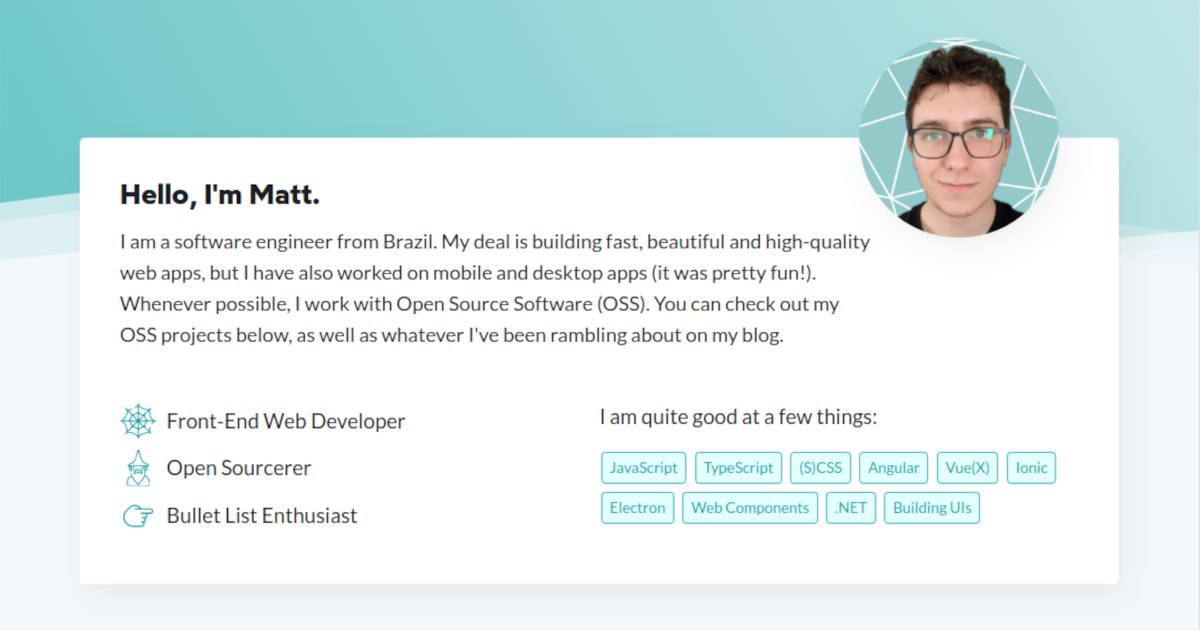 Hello, I'm Matt.
I am a software engineer from Brazil. My deal is building fast, beautiful and high-quality
web apps, but I have also worked on mobile and desktop apps (it was pretty fun!).
Whenever possible, I work with Open Source Software (OSS). You can check out my
OSS projects below, as well as whatever I've been rambling about on my blog.
Front-End Web Developer
Open Sourcerer
Bullet List Enthusiast
I am quite good at a few things:
JavaScript TypeScript (S)CSS Angular Vue(X) Ionic
Electron Web Components .NET Building UIs